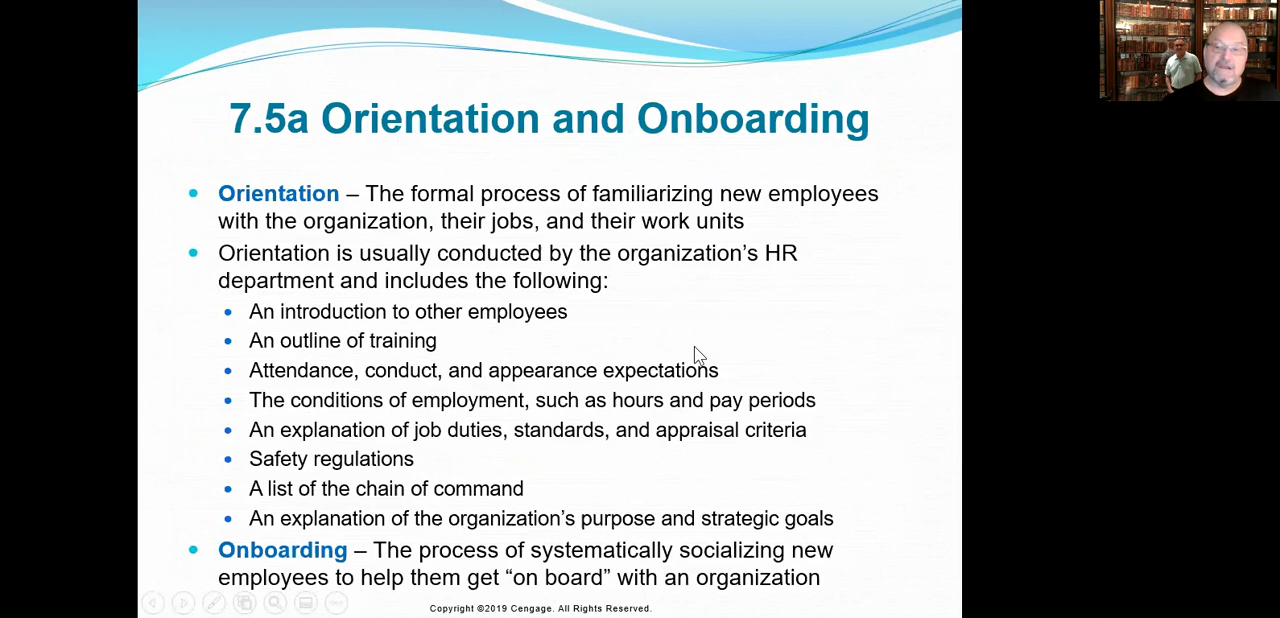 7.5a Orientation and Onboarding
Orientation – The formal process of familiarizing new employees
with the organization, their jobs, and their work units
Orientation is usually conducted by the organization’s HR
department and includes the following:
An introduction to other employees
An outline of training
Attendance, conduct, and appearance expectations
The conditions of employment, such as hours and pay periods
An explanation of job duties, standards, and appraisal criteria
Safety regulations
A list of the chain of command
An explanation of the organization’s purpose and strategic goals
Onboarding – The process of systematically socializing new
employees to help them get “on board” with an organization
Copyright ©2019 Cengage. All Rights Reserved.